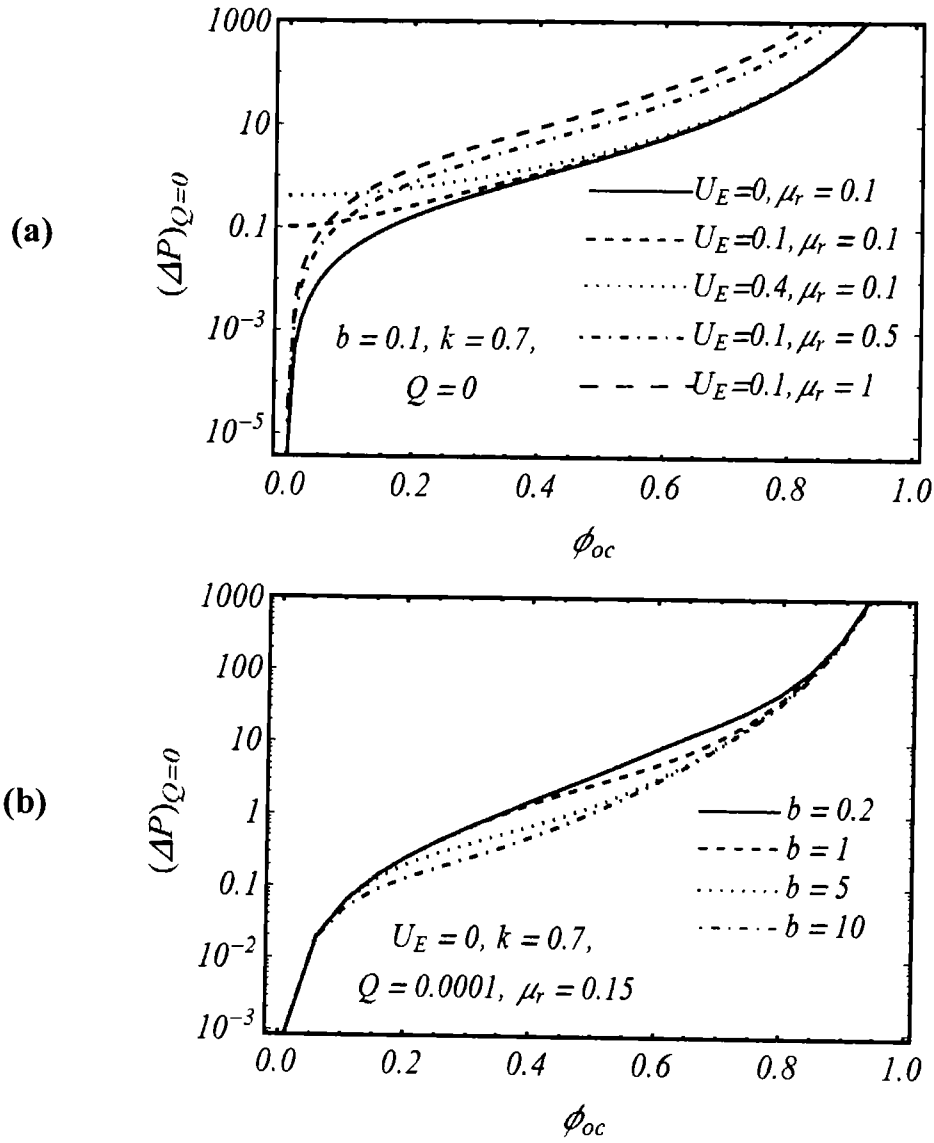 (a)
(ΔP)Q=0
1000
10
0.1
10⁻³
10⁻⁵
U_E=0, μ_r = 0.1
U_E=0.1, μ_r = 0.1
U_E=0.4, μ_r = 0.1
U_E=0.1, μ_r = 0.5
U_E=0.1, μ_r = 1
b = 0.1, k = 0.7,
Q = 0
0.0 0.2 0.4 0.6 0.8 1.0
ϕ_oc
(b)
(ΔP)Q=0
1000
100
10
1
0.1
10⁻²
10⁻³
b = 0.2
b = 1
b = 5
b = 10
U_E = 0, k = 0.7,
Q = 0.0001, μ_r = 0.15
0.0 0.2 0.4 0.6 0.8 1.0
ϕ_oc